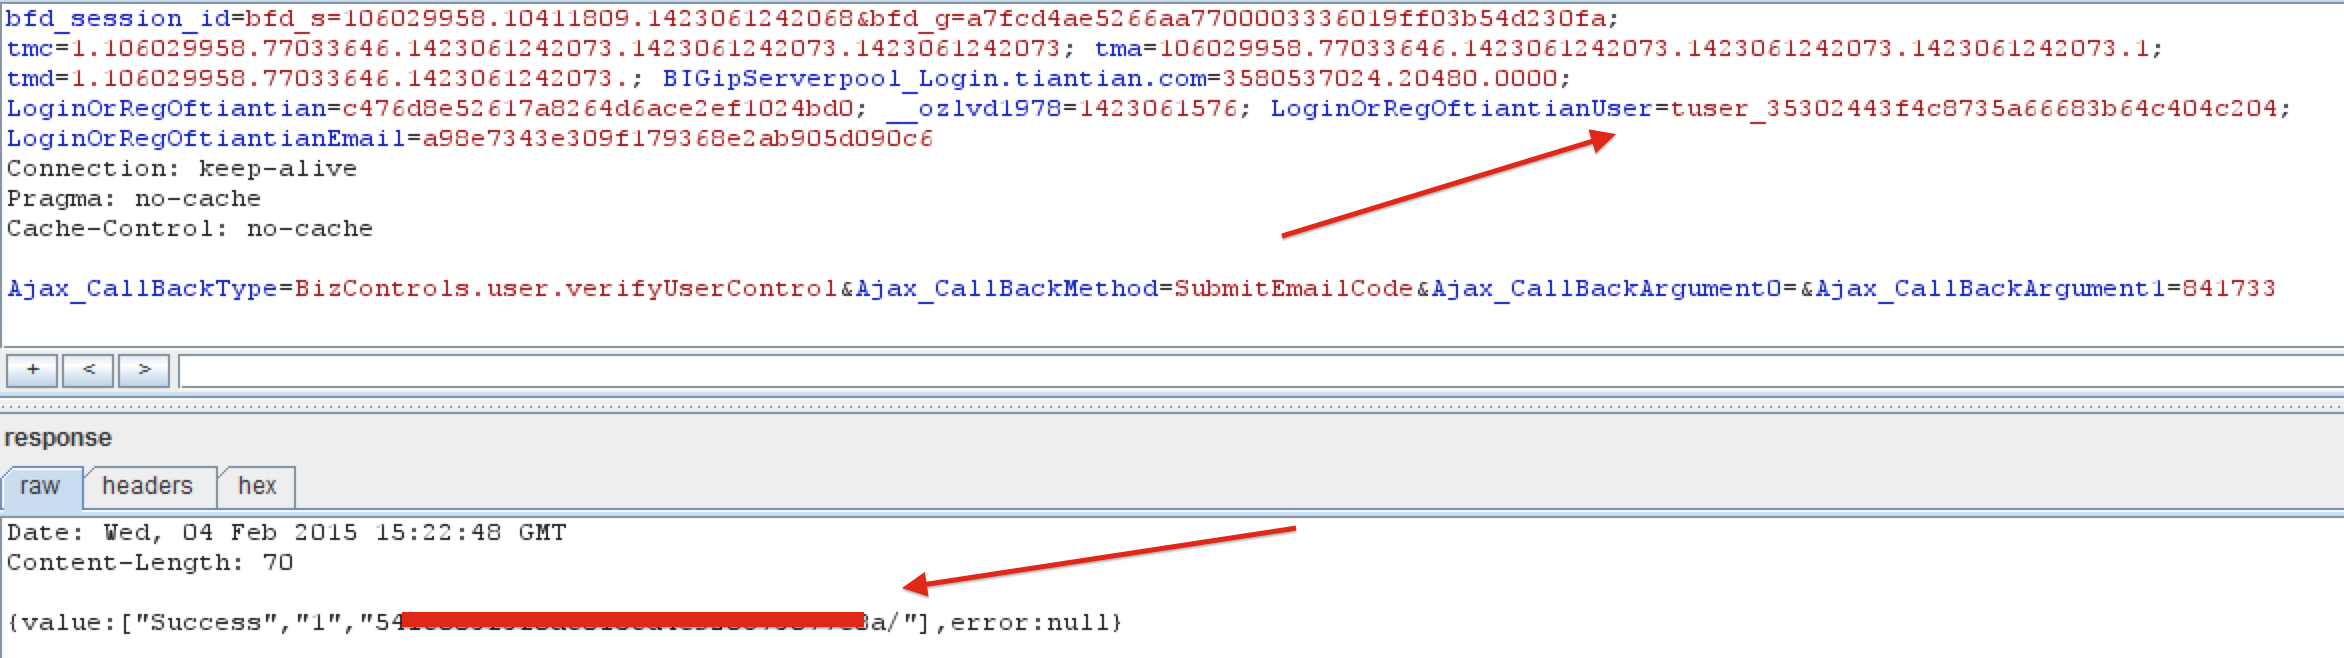 bfd_session_id=bfd_s=106029958.10411809.1423061242068&bfd_g=a7fcd4ae5266aa7700003336019ff03b54d230fa;
tmc=1.106029958.77033646.1423061242073.1423061242073.1423061242073; tma=106029958.77033646.1423061242073.1423061242073.1423061242073.1;
tmd=1.106029958.77033646.1423061242073.; BIGipServerpool_Login.tiantian.com=3580537024.20480.0000;
LoginOrRegOftiantian=c476d8e52617a8264d6ace2ef1024bd0; __ozlvd1978=1423061576; LoginOrRegOftiantianUser=tuser_35302443f4c8735a66683b64c404c204;
LoginOrRegOftiantianEmail=a98e7343e309f179368e2ab905d090c6
Connection: keep-alive
Pragma: no-cache
Cache-Control: no-cache
Ajax_CallBackType=BizControls.user.verifyUserControl&Ajax_CallBackMethod=SubmitEmailCode&Ajax_CallBackArgument0=&Ajax_CallBackArgument1=841733
+ < >
response
raw headers hex
Date: Wed, 04 Feb 2015 15:22:48 GMT
Content-Length: 70
{value:["Success","1","54 a/"],error:null}